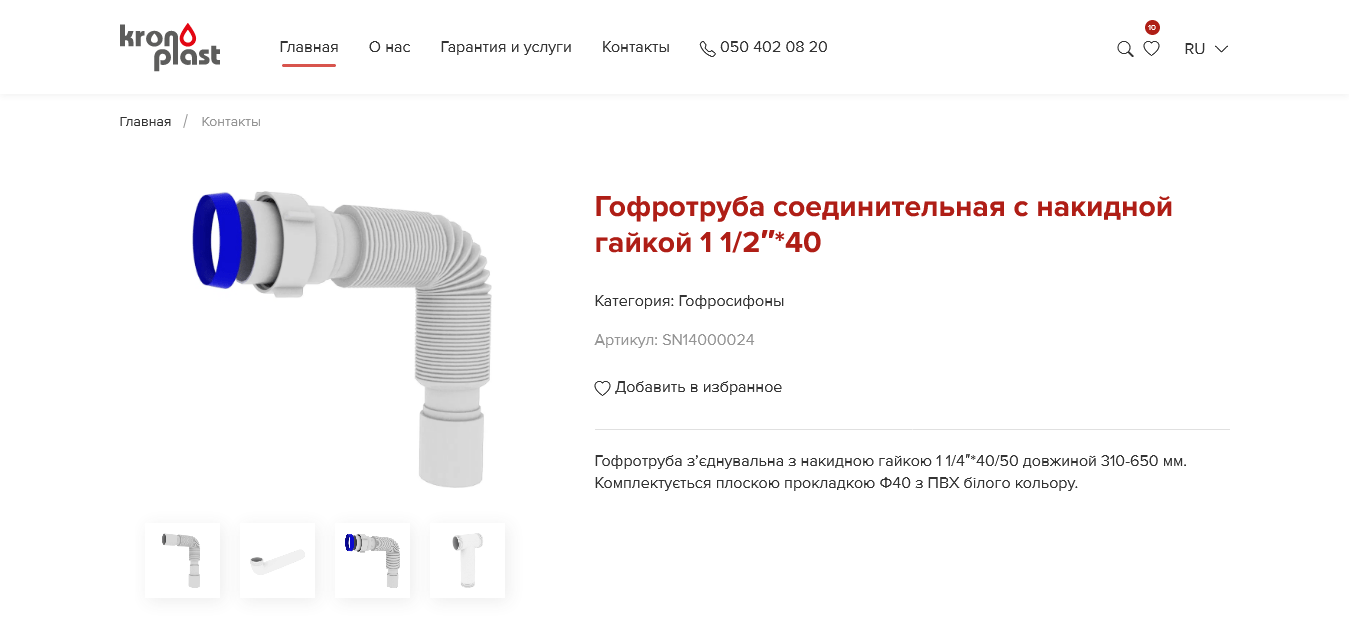 krono
plast
Главная
О нас
Гарантия и услуги
Контакты
050 402 08 20
10
RU
Главная / Контакты
Гофротруба соединительная с накидной
гайкой 1 1/2″*40
Категория: Гофросифоны
Артикул: SN14000024
Добавить в избранное
Гофротруба з’єднувальна з накидною гайкою 1 1/4″*40/50 довжиной 310-650 мм.
Комплектується плоскою прокладкою Ф40 з ПВХ білого кольору.